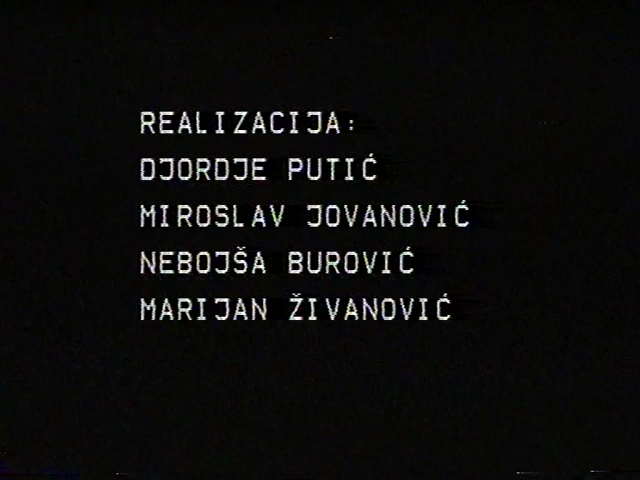 REALIZACIJA:
DJORDJE PUTIĆ
MIROSLAV JOVANOVIĆ
NEBOJŠA BUROVIĆ
MARIJAN ŽIVANOVIĆ